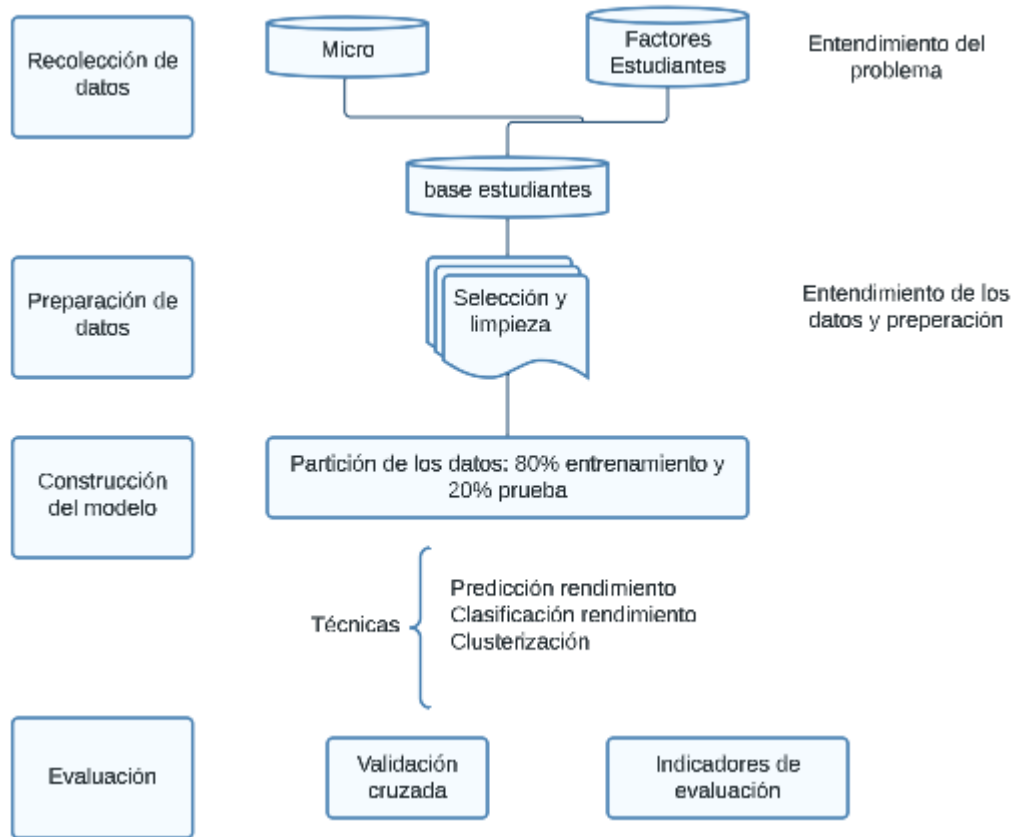 Recolección de
datos
Micro
Factores
Estudiantes
Entendimiento del
problema
base estudiantes
Preparación de
datos
Selección y
limpieza
Entendimiento de los
datos y preperación
Construcción
del modelo
Partición de los datos: 80% entrenamiento y
20% prueba
Técnicas
Predicción rendimiento
Clasificación rendimiento
Clusterización
Evaluación
Validación
cruzada
Indicadores de
evaluación